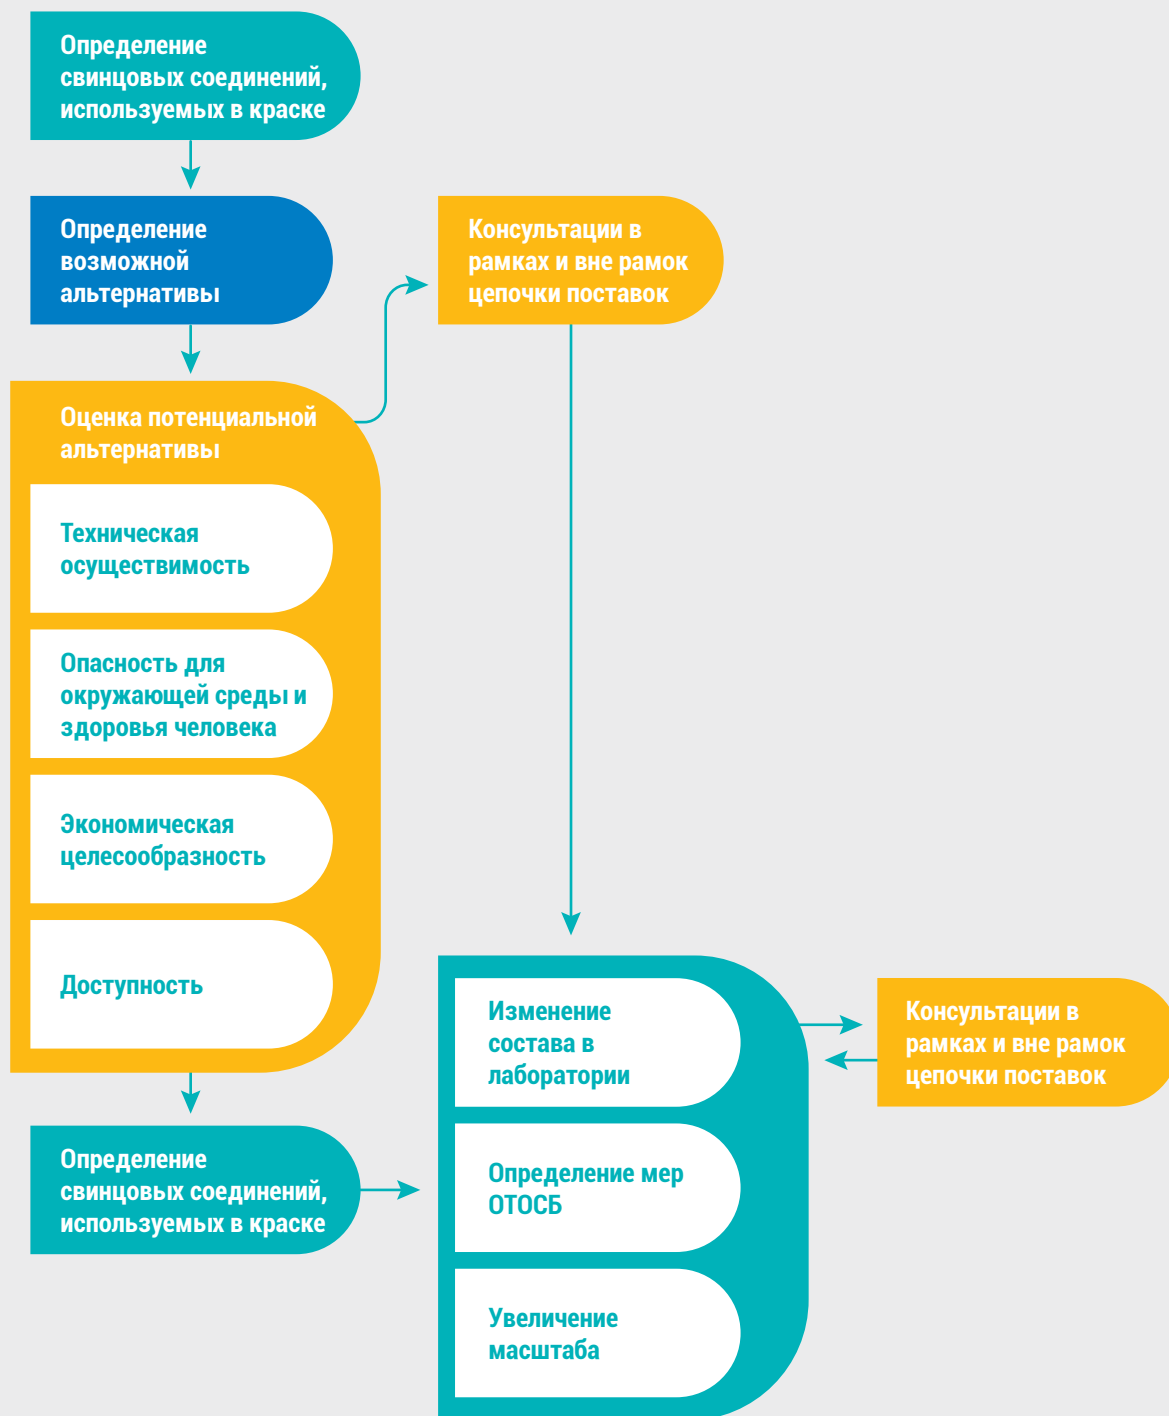 Определение
свинцовых соединений,
используемых в краске
Определение
возможной
альтернативы
Консультации в
рамках и вне рамок
цепочки поставок
Оценка потенциальной
альтернативы
Техническая
осуществимость
Опасность для
окружающей среды и
здоровья человека
Экономическая
целесообразность
Доступность
Определение
свинцовых соединений,
используемых в краске
Изменение
состава в
лаборатории
Консультации в
рамках и вне рамок
цепочки поставок
Определение мер
ОТОСБ
Увеличение
масштаба